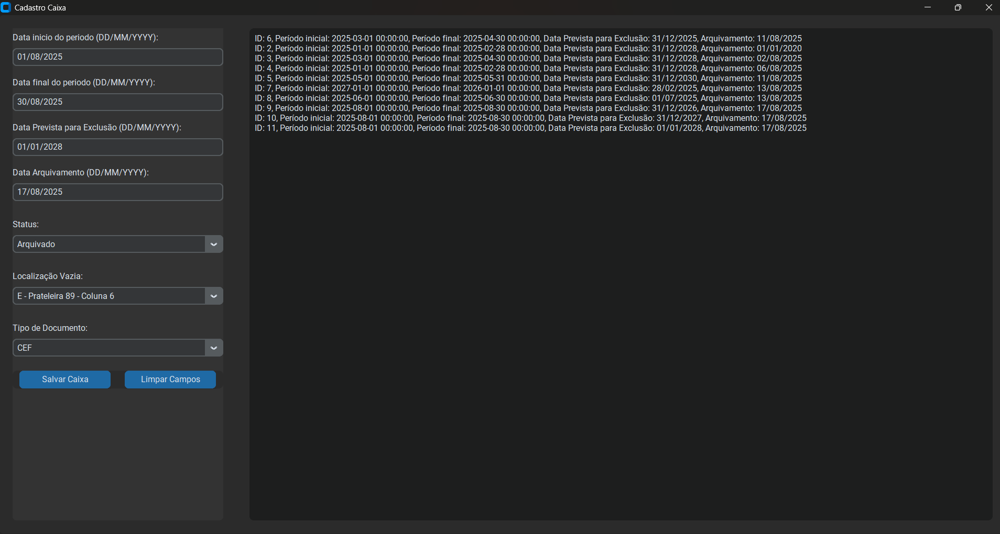 Cadastro Caixa
Data inicio do periodo (DD/MM/YYYY):
01/08/2025
Data final do periodo (DD/MM/YYYY):
30/08/2025
Data Prevista para Exclusão (DD/MM/YYYY):
01/01/2028
Data Arquivamento (DD/MM/YYYY):
17/08/2025
Status:
Arquivado
Localização Vazia:
E - Prateleira 89 - Coluna 6
Tipo de Documento:
CEF
Salvar Caixa
Limpar Campos
ID: 6, Período inicial: 2025-03-01 00:00:00, Período final: 2025-04-30 00:00:00, Data Prevista para Exclusão: 31/12/2025, Arquivamento: 11/08/2025
ID: 2, Período inicial: 2025-01-01 00:00:00, Período final: 2025-02-28 00:00:00, Data Prevista para Exclusão: 31/12/2028, Arquivamento: 01/01/2020
ID: 3, Período inicial: 2025-03-01 00:00:00, Período final: 2025-04-30 00:00:00, Data Prevista para Exclusão: 31/12/2028, Arquivamento: 02/08/2025
ID: 4, Período inicial: 2025-01-01 00:00:00, Período final: 2025-02-28 00:00:00, Data Prevista para Exclusão: 31/12/2028, Arquivamento: 06/08/2025
ID: 5, Período inicial: 2025-05-01 00:00:00, Período final: 2025-05-31 00:00:00, Data Prevista para Exclusão: 31/12/2030, Arquivamento: 11/08/2025
ID: 7, Período inicial: 2027-01-01 00:00:00, Período final: 2026-01-01 00:00:00, Data Prevista para Exclusão: 28/02/2025, Arquivamento: 13/08/2025
ID: 8, Período inicial: 2025-06-01 00:00:00, Período final: 2025-06-30 00:00:00, Data Prevista para Exclusão: 01/07/2025, Arquivamento: 13/08/2025
ID: 9, Período inicial: 2025-08-01 00:00:00, Período final: 2025-08-30 00:00:00, Data Prevista para Exclusão: 31/12/2026, Arquivamento: 17/08/2025
ID: 10, Período inicial: 2025-08-01 00:00:00, Período final: 2025-08-30 00:00:00, Data Prevista para Exclusão: 31/12/2027, Arquivamento: 17/08/2025
ID: 11, Período inicial: 2025-08-01 00:00:00, Período final: 2025-08-30 00:00:00, Data Prevista para Exclusão: 01/01/2028, Arquivamento: 17/08/2025